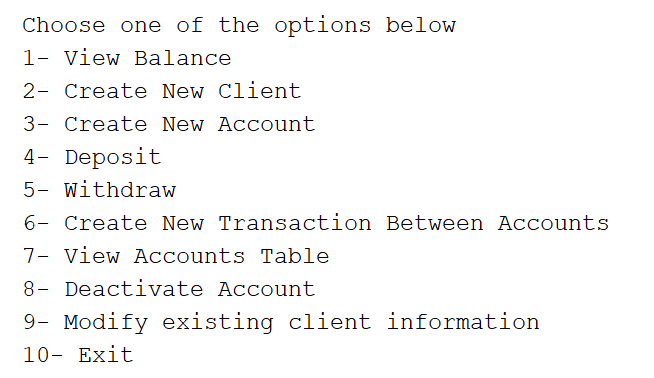 Choose one of the options below
1- View Balance
2- Create New Client
3- Create New Account
4- Deposit
5- Withdraw
6- Create New Transaction Between Accounts
7- View Accounts Table
8- Deactivate Account
9- Modify existing client information
10- Exit